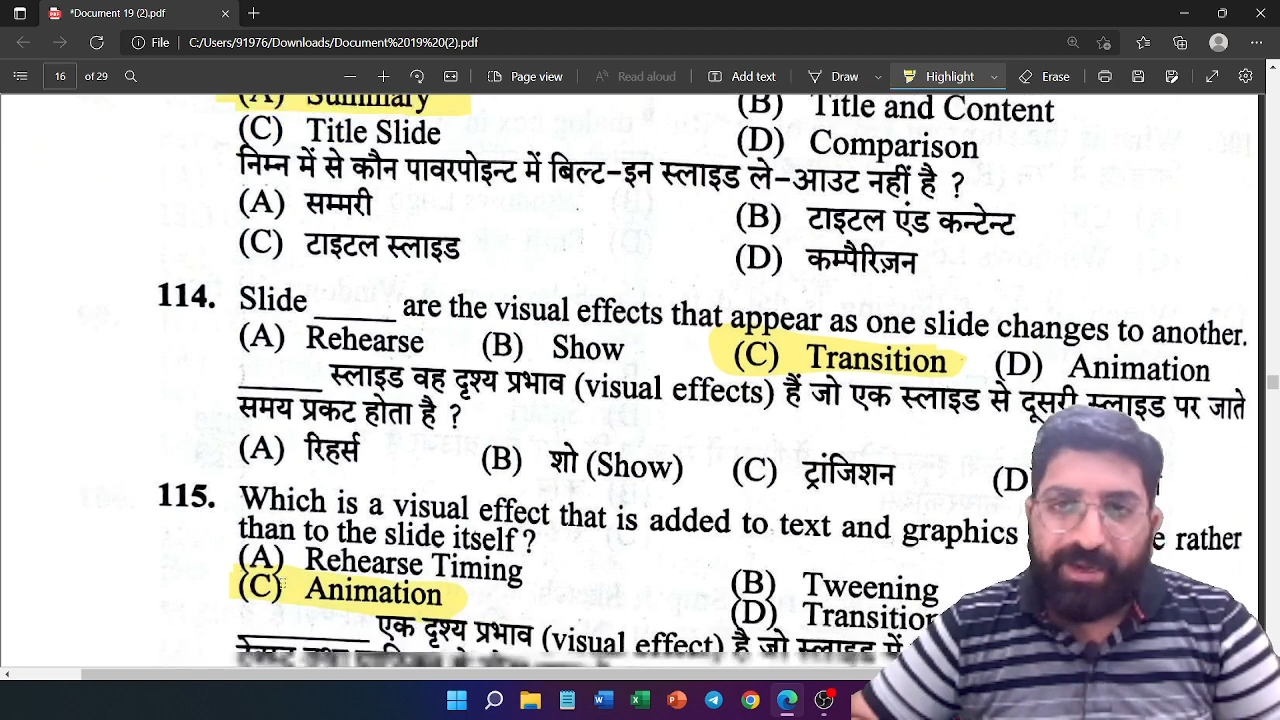 *Document 19 (2).pdf
File C:/Users/91976/Downloads/Document%2019%20(2).pdf
16 of 29 Page view Read aloud Add text Draw Highlight Erase
(A) Summary (B) Title and Content
(C) Title Slide (D) Comparison
निम्न में से कौन पावरपोइन्ट में बिल्ट-इन स्लाइड ले-आउट नहीं है ?
(A) सम्मरी (B) टाइटल एंड कन्टेन्ट
(C) टाइटल स्लाइड (D) कम्पैरिज़न
114. Slide ______ are the visual effects that appear as one slide changes to another.
(A) Rehearse (B) Show (C) Transition (D) Animation
______ स्लाइड वह दृश्य प्रभाव (visual effects) हैं जो एक स्लाइड से दूसरी स्लाइड पर जाते
समय प्रकट होता है ?
(A) रिहर्स (B) शो (Show) (C) ट्रांजिशन (D)
115. Which is a visual effect that is added to text and graphics rather
than to the slide itself ?
(A) Rehearse Timing (B) Tweening
(C) Animation (D) Transition
________ एक दृश्य प्रभाव (visual effect) है जो स्लाइड में